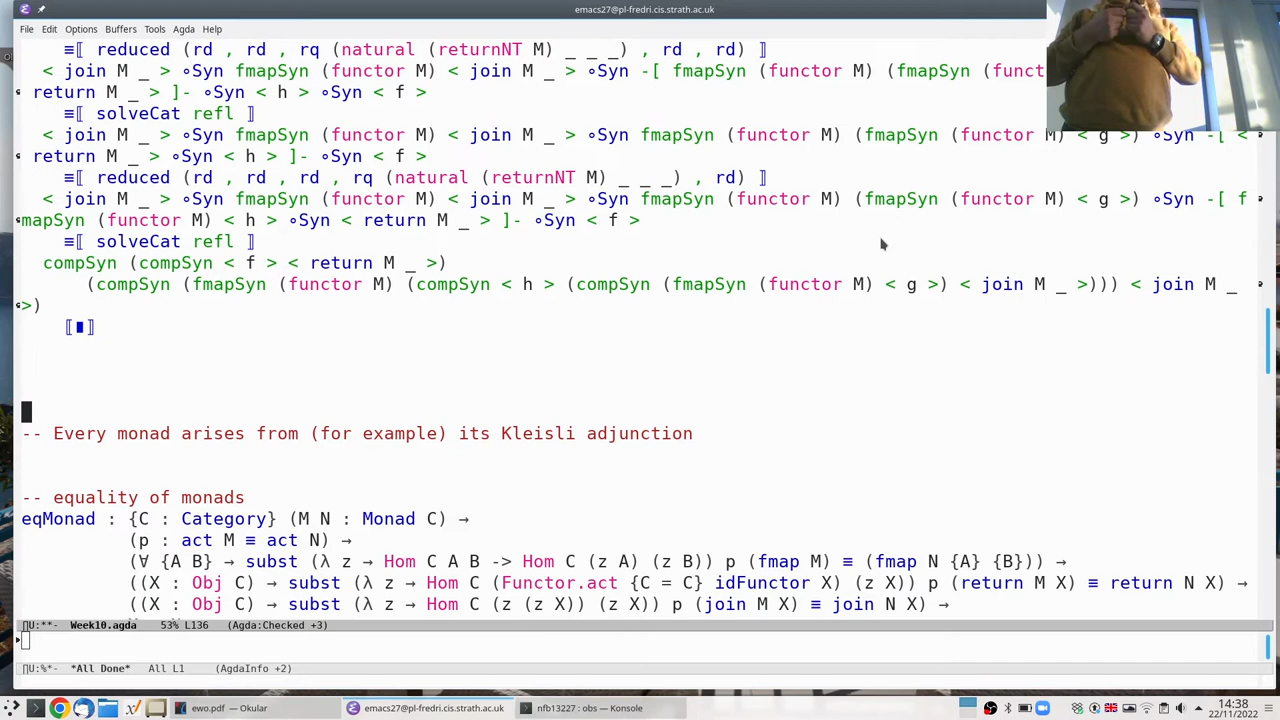 emacs27@pl-fredri.cis.strath.ac.uk
File Edit Options Buffers Tools Agda Help
≡⟦ reduced (rd , rd , rq (natural (returnNT M) _ _ _) , rd , rd) ⟧
< join M _ > ∘Syn fmapSyn (functor M) < join M _ > ∘Syn -[ fmapSyn (functor M) (fmapSyn (funct
return M _ > ]- ∘Syn < h > ∘Syn < f >
≡⟦ solveCat refl ⟧
< join M _ > ∘Syn fmapSyn (functor M) < join M _ > ∘Syn fmapSyn (functor M) (fmapSyn (functor M) < g >) ∘Syn -[ <
return M _ > ∘Syn < h > ]- ∘Syn < f >
≡⟦ reduced (rd , rd , rd , rq (natural (returnNT M) _ _ _) , rd) ⟧
< join M _ > ∘Syn fmapSyn (functor M) < join M _ > ∘Syn fmapSyn (functor M) (fmapSyn (functor M) < g >) ∘Syn -[ f
mapSyn (functor M) < h > ∘Syn < return M _ > ]- ∘Syn < f >
≡⟦ solveCat refl ⟧
compSyn (compSyn < f > < return M _ >)
(compSyn (fmapSyn (functor M) (compSyn < h > (compSyn (fmapSyn (functor M) < g >) < join M _ >))) < join M _
>)
⟦∎⟧
-- Every monad arises from (for example) its Kleisli adjunction
-- equality of monads
eqMonad : {C : Category} (M N : Monad C) →
(p : act M ≡ act N) →
(∀ {A B} → subst (λ z → Hom C A B -> Hom C (z A) (z B)) p (fmap M) ≡ (fmap N {A} {B})) →
((X : Obj C) → subst (λ z → Hom C (Functor.act {C = C} idFunctor X) (z X)) p (return M X) ≡ return N X) →
((X : Obj C) → subst (λ z → Hom C (z (z X)) (z X)) p (join M X) ≡ join N X) →
U:**- Week10.agda 53% L136 (Agda:Checked +3)
U:%*- *All Done* All L1 (AgdaInfo +2)
ewo.pdf — Okular
emacs27@pl-fredri.cis.strath.ac.uk
nfb13227 : obs — Konsole
14:38
22/11/2022